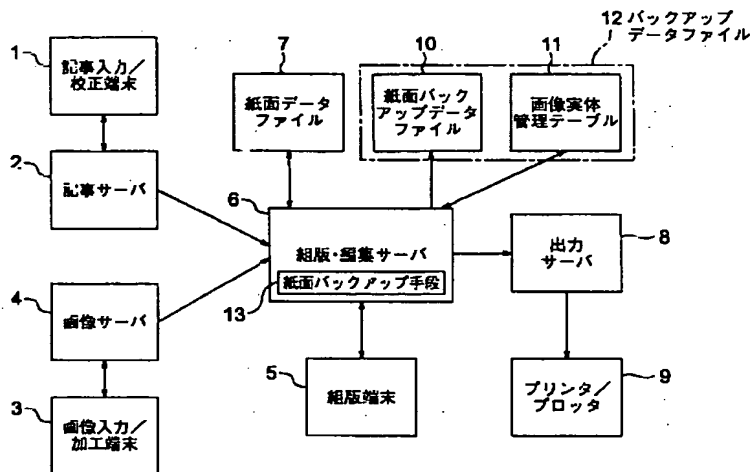 12 バックアップ
データファイル
1
記事入力/
校正端末
7
紙面データ
ファイル
10
紙面バック
アップデータ
ファイル
11
画像実体
管理テーブル
2
記事サーバ
6
組版・編集サーバ
13
紙面バックアップ手段
出力
サーバ
8
4
画像サーバ
5
組版端末
プリンタ/
プロッタ
9
3
画像入力/
加工端末